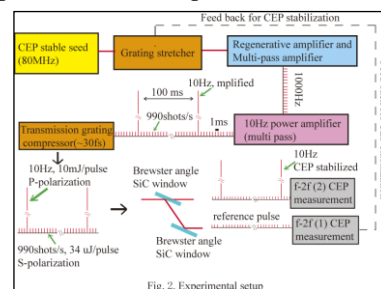 Feed back for CEP stabilization
CEP stable seed
(80MHz)
Grating stretcher
Regenerative amplifier and
Multi-pass amplifier
10Hz, mplified
100 ms
990shots/s
1ms
1000Hz
10Hz power amplifier
(multi pass)
Transmission grating
compressor(~30fs)
10Hz, 10mJ/pulse
P-polarization
10Hz
CEP stabilized
Brewster angle
SiC window
f-2f (2) CEP
measurement
reference pulse
f-2f (1) CEP
measurement
Brewster angle
SiC window
990shots/s, 34 uJ/pulse
S-polarization
Fig. 2. Experimental setup